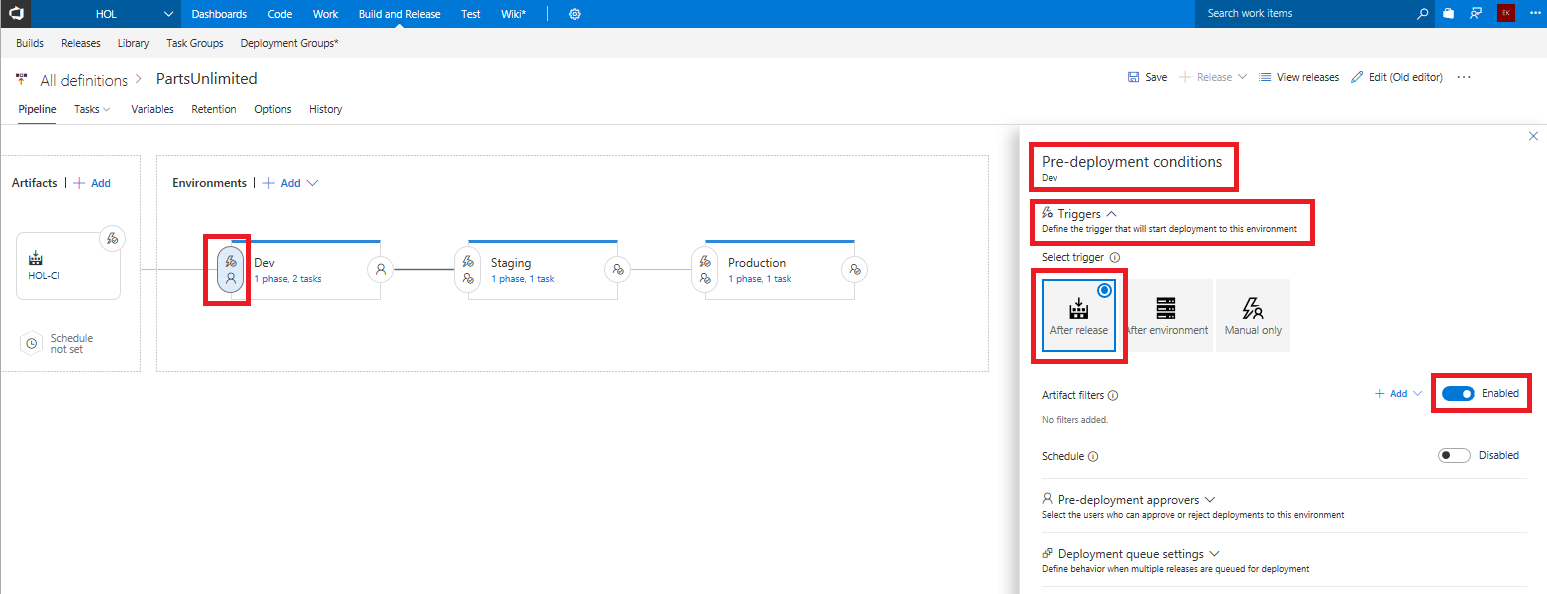 HOL
Dashboards
Code
Work
Build and Release
Test
Wiki*
Search work items
EK
Builds
Releases
Library
Task Groups
Deployment Groups*
All definitions
PartsUnlimited
Save
Release
View releases
Edit (Old editor)
Pipeline
Tasks
Variables
Retention
Options
History
Artifacts
Add
HOL-CI
Schedule
not set
Environments
Add
Dev
1 phase, 2 tasks
Staging
1 phase, 1 task
Production
1 phase, 1 task
Pre-deployment conditions
Dev
Triggers
Define the trigger that will start deployment to this environment
Select trigger
After release
After environment
Manual only
Artifact filters
Add
Enabled
No filters added.
Schedule
Disabled
Pre-deployment approvers
Select the users who can approve or reject deployments to this environment
Deployment queue settings
Define behavior when multiple releases are queued for deployment